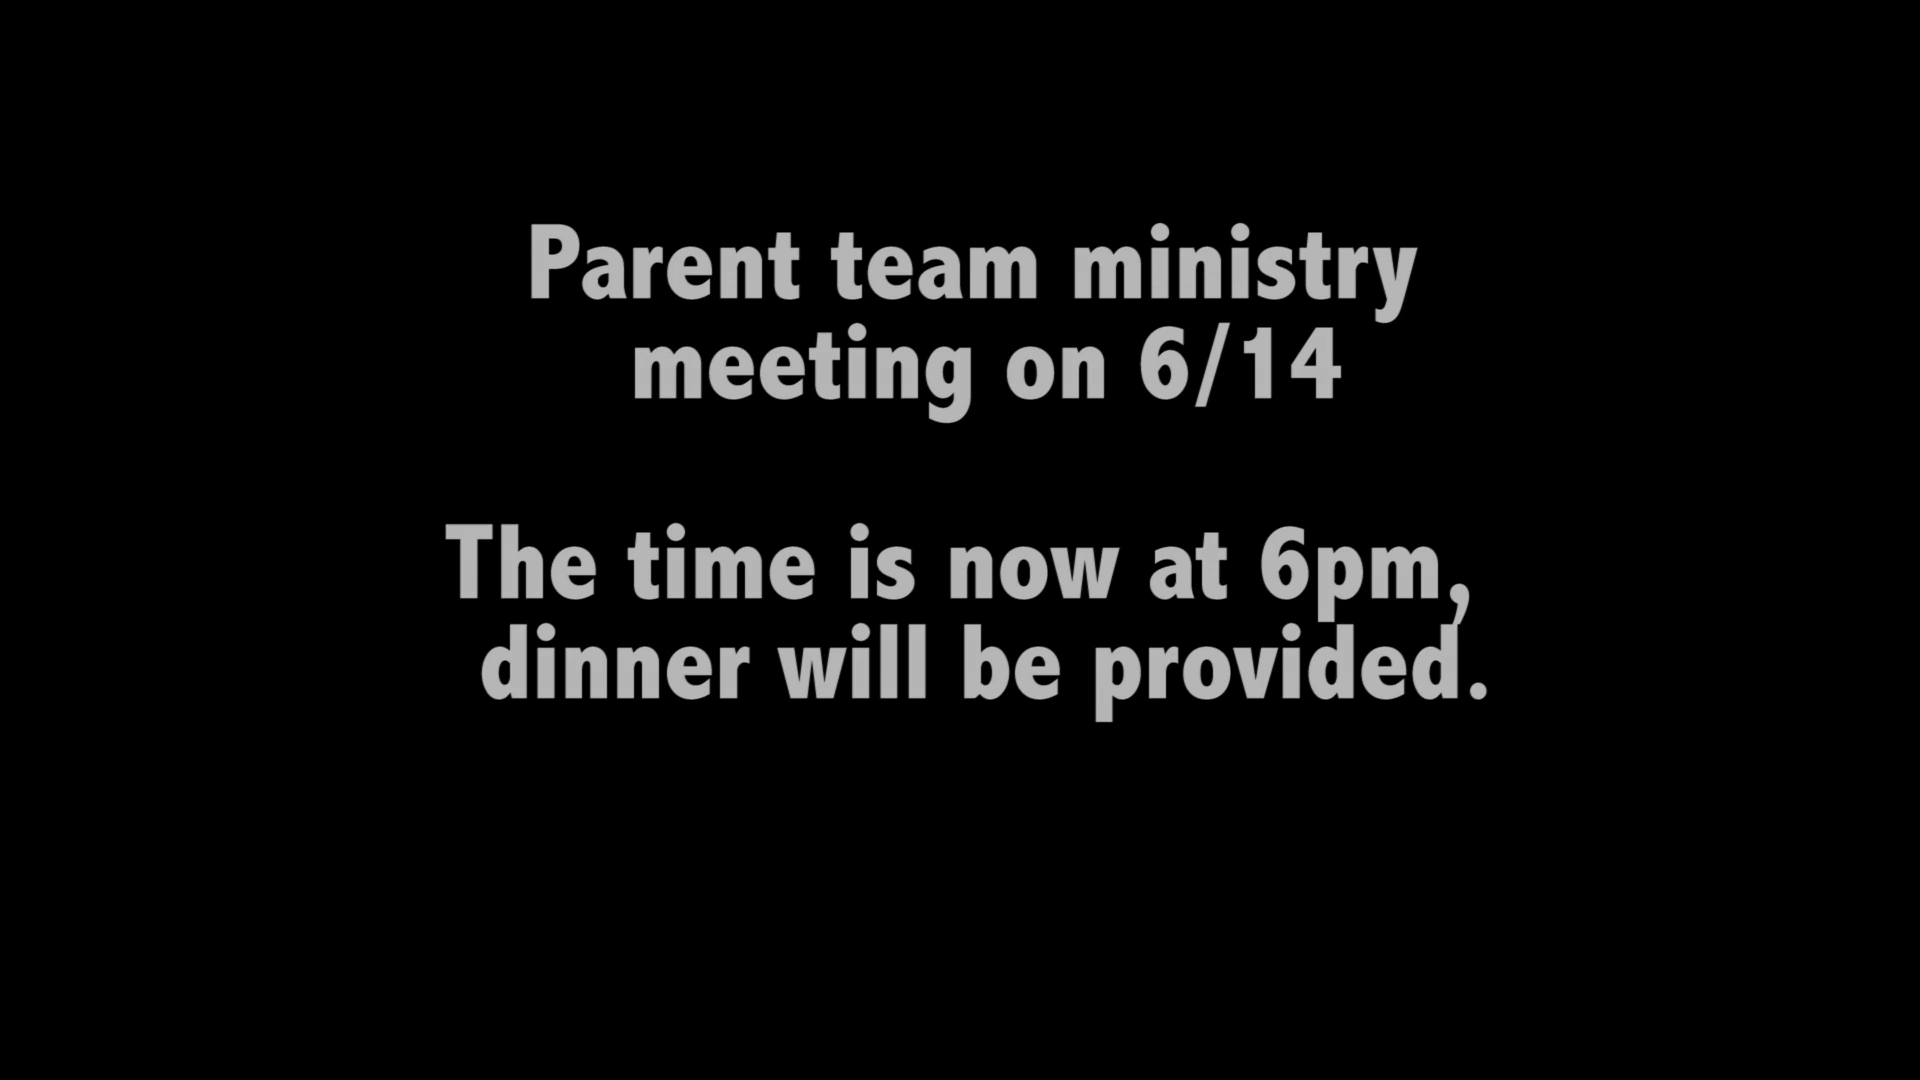 Parent team ministry
meeting on 6/14
The time is now at 6pm,
dinner will be provided.